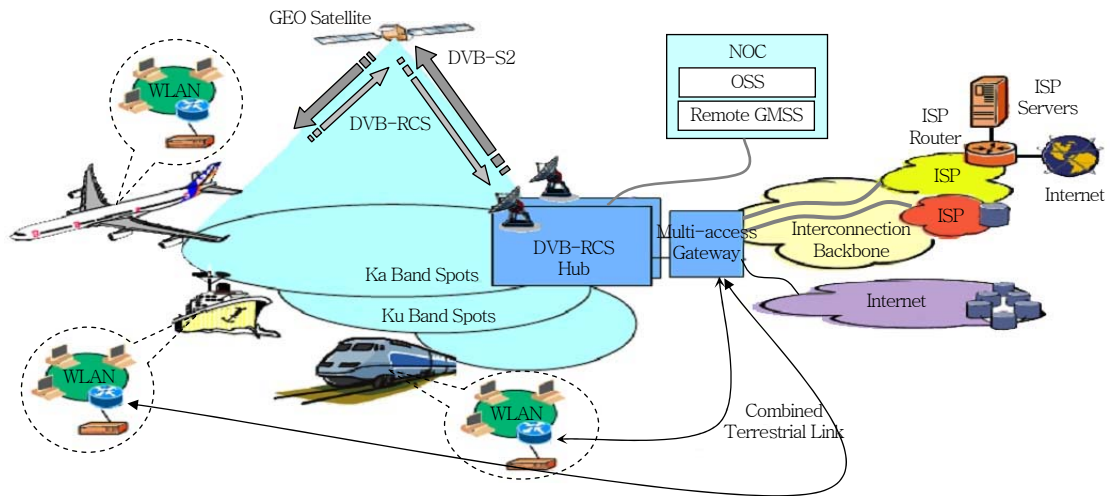 GEO Satellite
DVB-S2
DVB-RCS
WLAN
NOC
OSS
Remote GMSS
ISP
Servers
ISP
Router
ISP
Internet
ISP
Multi-access
Gateway
Interconnection
Backbone
DVB-RCS
Hub
Ka Band Spots
Ku Band Spots
Internet
WLAN
WLAN
Combined
Terrestrial Link